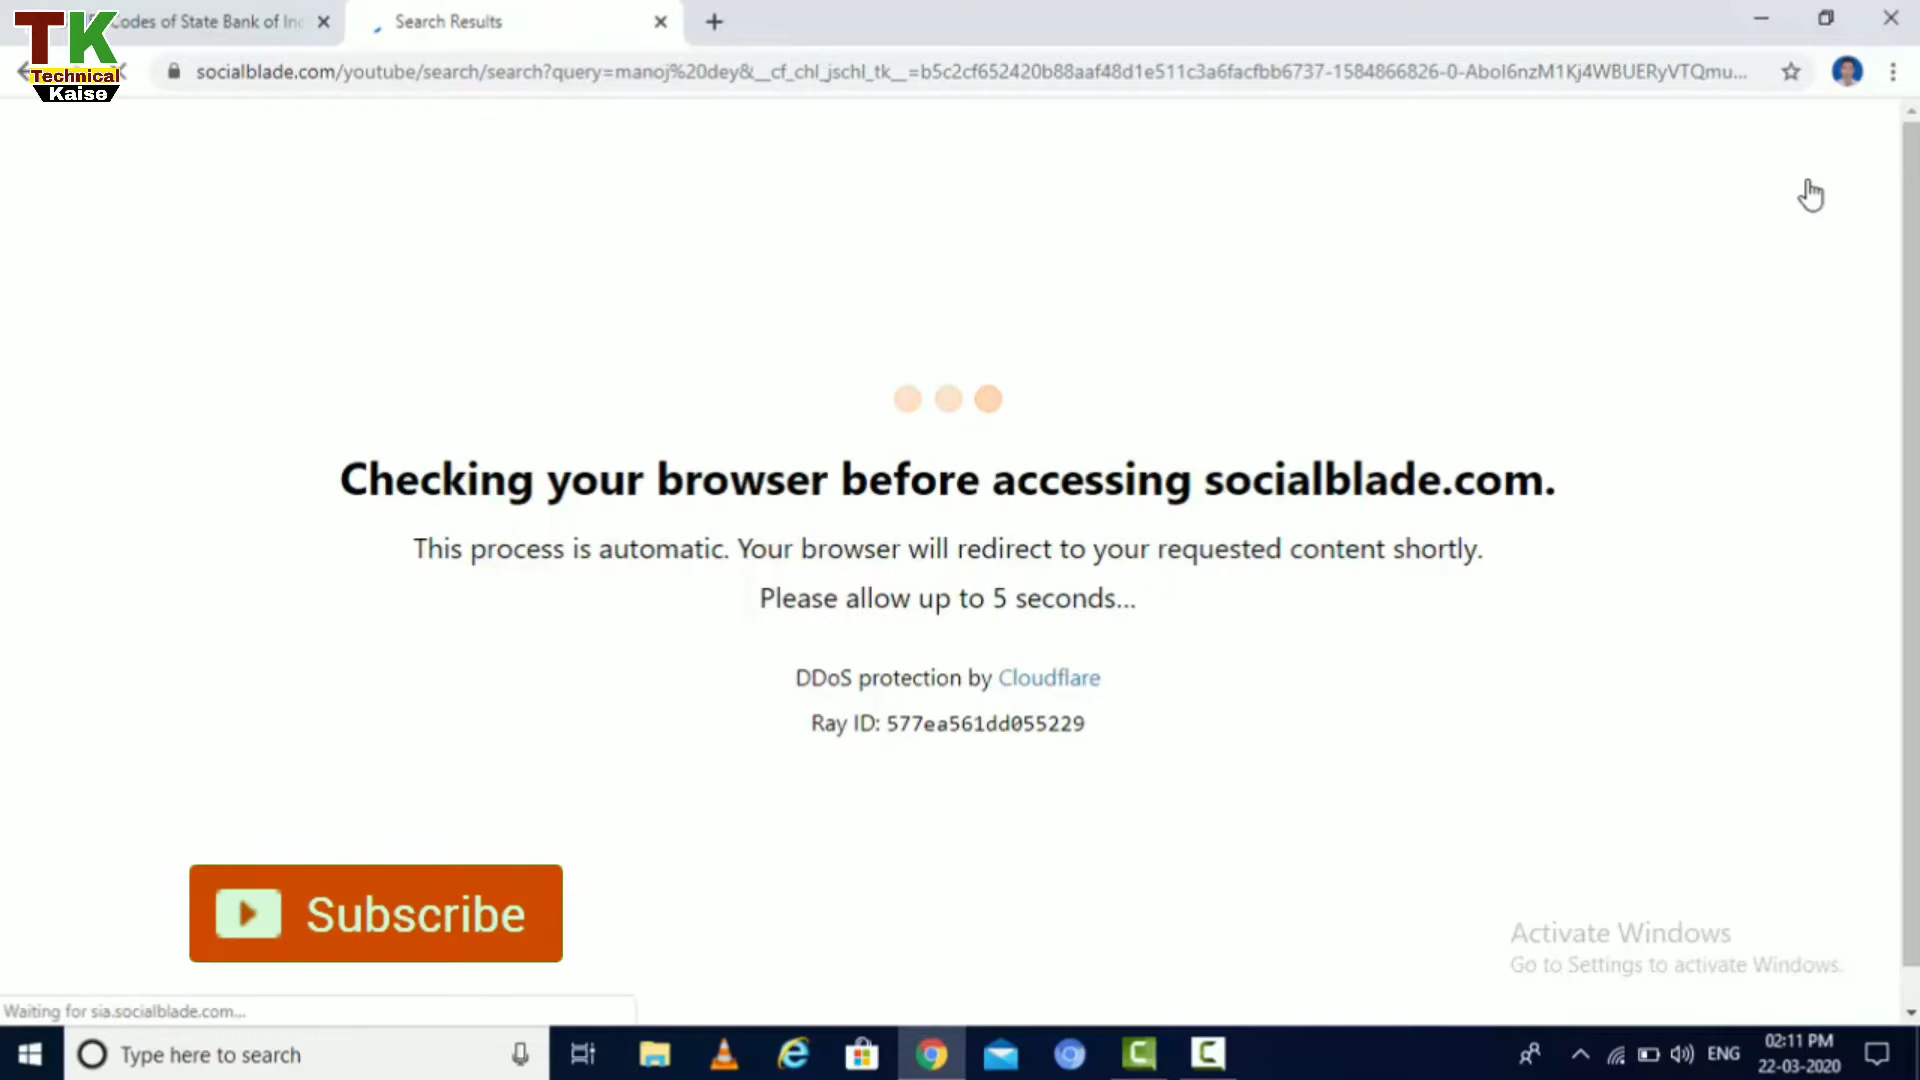 Codes of State Bank of In
Search Results
TK
Technical
Kaise
socialblade.com/youtube/search/search?query=manoj%20dey&__cf_chl_jschl_tk__=b5c2cf652420b88aaf48d1e511c3a6facfbb6737-1584866826-0-AboI6nzM1Kj4WBUERyVTQmu...
Checking your browser before accessing socialblade.com.
This process is automatic. Your browser will redirect to your requested content shortly.
Please allow up to 5 seconds...
DDoS protection by Cloudflare
Ray ID: 577ea561dd055229
Subscribe
Activate Windows
Go to Settings to activate Windows.
Waiting for sia.socialblade.com...
Type here to search
ENG
02:11 PM
22-03-2020